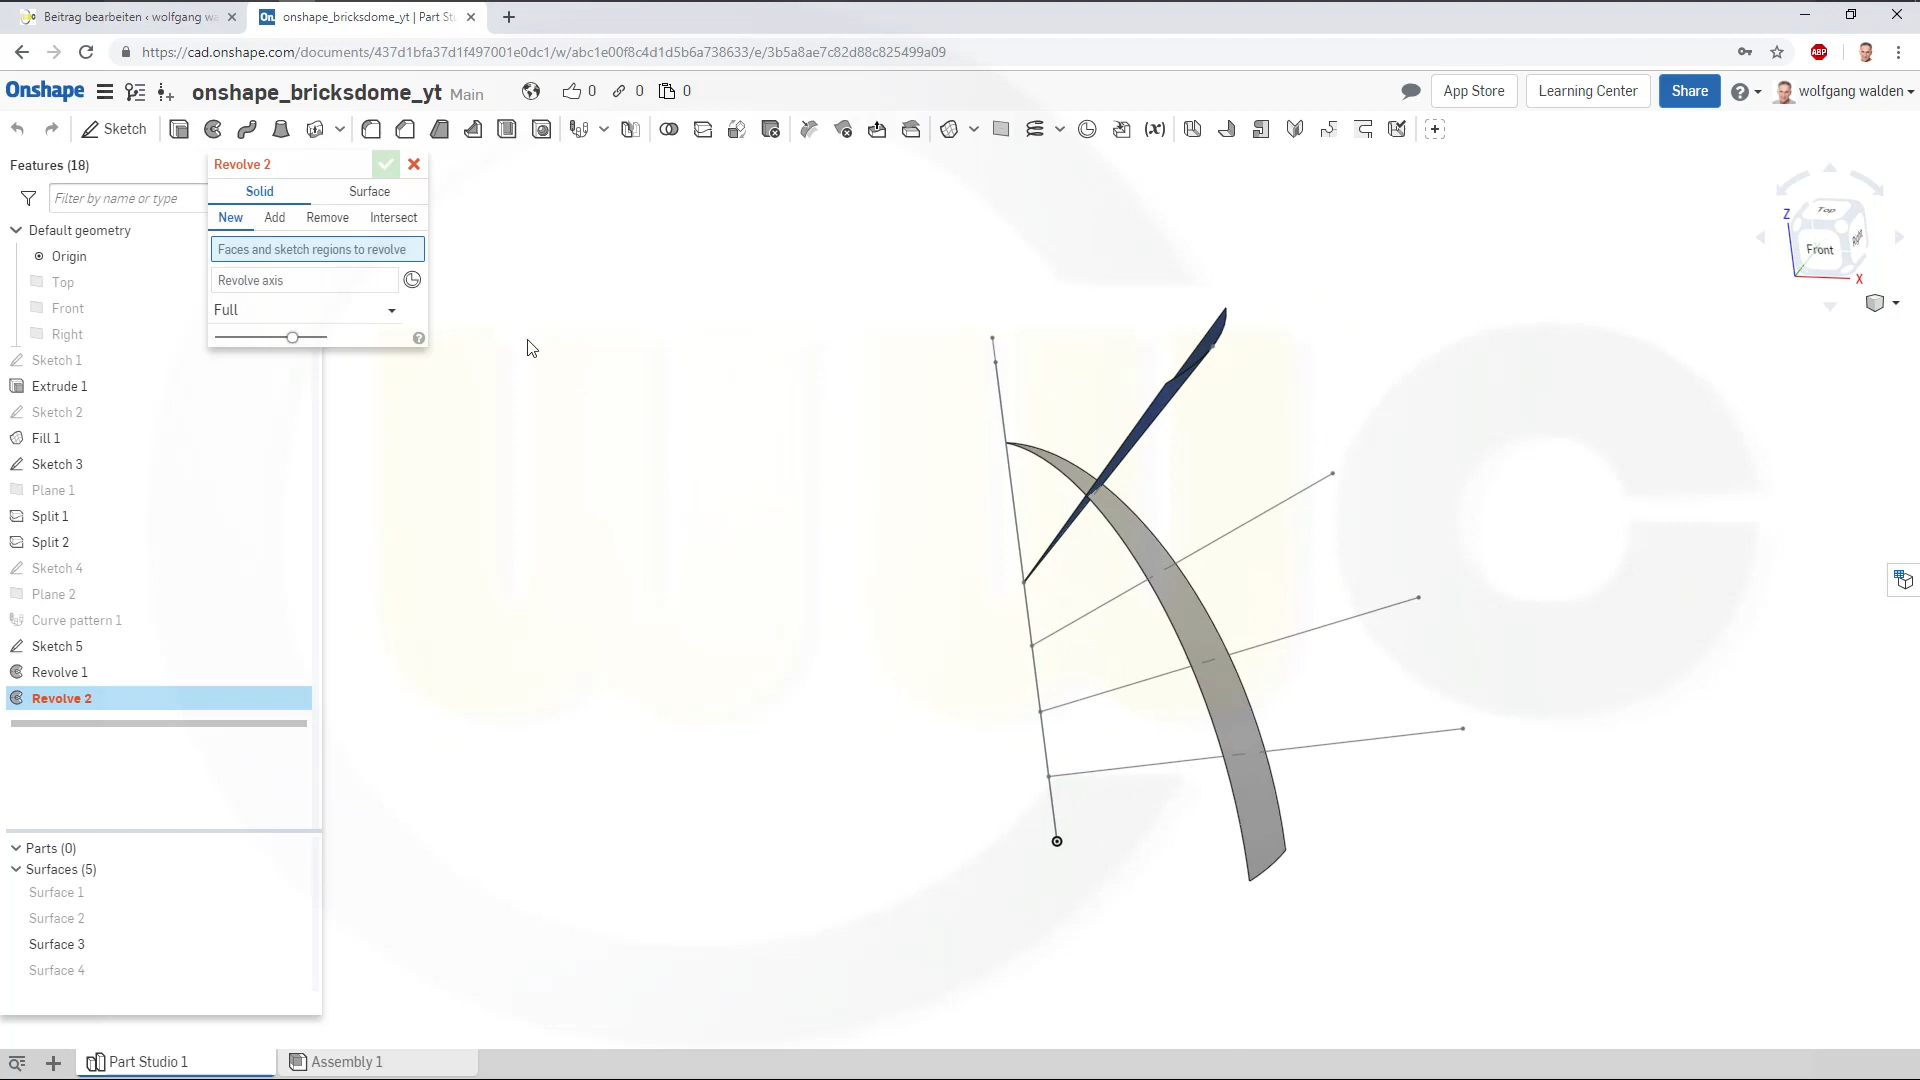 Beitrag bearbeiten ‹ wolfgang wa
On. onshape_bricksdome_yt | Part St
https://cad.onshape.com/documents/437d1bfa37d1f497001e0dc1/w/abc1e00f8c4d1d5b6a738633/e/3b5a8ae7c82d88c825499a09
ABP
Onshape onshape_bricksdome_yt Main 0 0 0 App Store Learning Center Share wolfgang walden
Sketch (x)
Features (18)
Filter by name or type
Default geometry
Origin
Top
Front
Right
Sketch 1
Extrude 1
Sketch 2
Fill 1
Sketch 3
Plane 1
Split 1
Split 2
Sketch 4
Plane 2
Curve pattern 1
Sketch 5
Revolve 1
Revolve 2
Parts (0)
Surfaces (5)
Surface 1
Surface 2
Surface 3
Surface 4
Revolve 2
Solid Surface
New Add Remove Intersect
Faces and sketch regions to revolve
Revolve axis
Full
Z Top
Front Right
X
wuc
Part Studio 1 Assembly 1